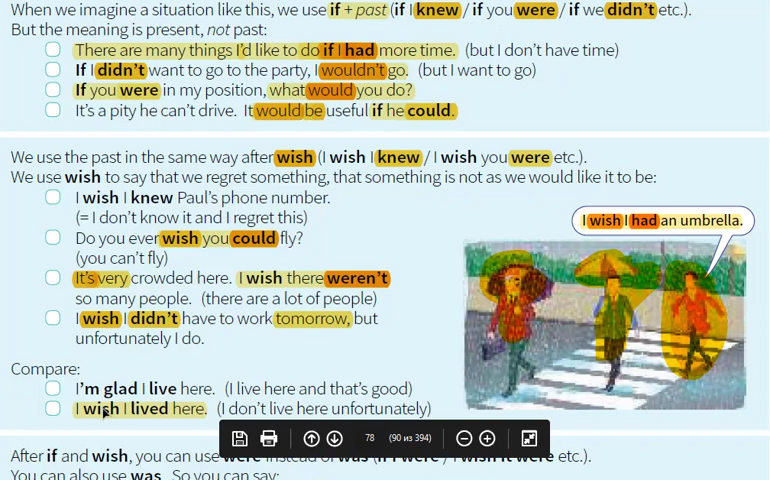 When we imagine a situation like this, we use if + past (if I knew / if you were / if we didn't etc.).
But the meaning is present, not past:
There are many things I'd like to do if I had more time. (but I don't have time)
If I didn't want to go to the party, I wouldn't go. (but I want to go)
If you were in my position, what would you do?
It's a pity he can't drive. It would be useful if he could.
We use the past in the same way after wish (I wish I knew / I wish you were etc.).
We use wish to say that we regret something, that something is not as we would like it to be:
I wish I knew Paul's phone number.
(= I don't know it and I regret this)
I wish I had an umbrella.
Do you ever wish you could fly?
(you can't fly)
It's very crowded here. I wish there weren't
so many people. (there are a lot of people)
I wish I didn't have to work tomorrow, but
unfortunately I do.
Compare:
I'm glad I live here. (I live here and that's good)
I wish I lived here. (I don't live here unfortunately)
78 (90 из 394)
After if and wish, you can use were instead of was (if I were / I wish it were etc.).
You can also use was. So you can say: